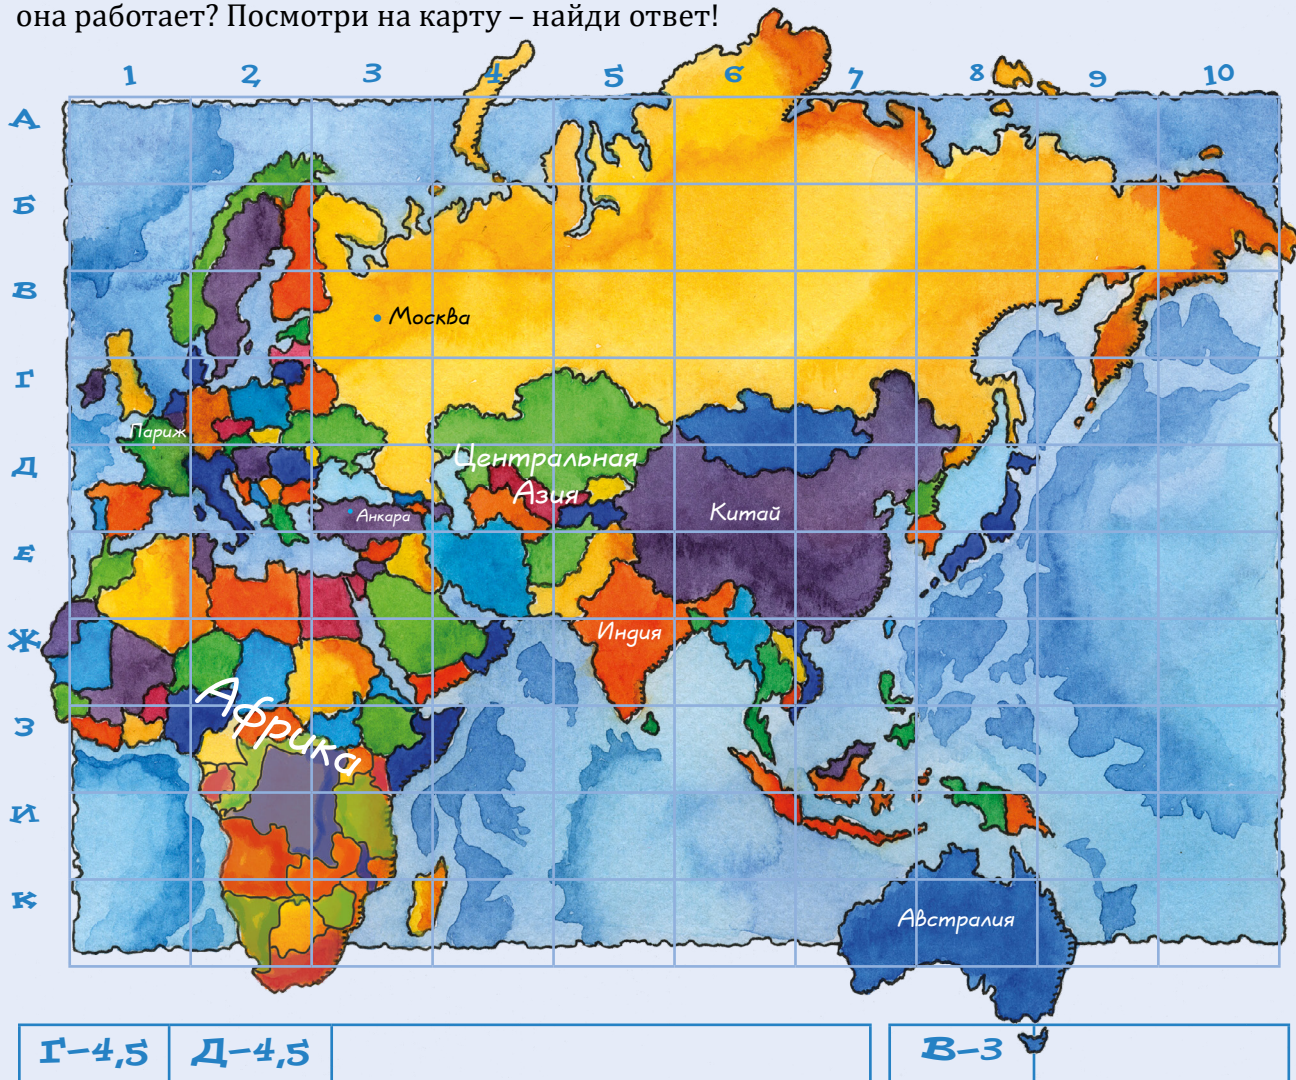 она работает? Посмотри на карту – найди ответ!
1 2 3 4 5 6 7 8 9 10
А
Б
В
Москва
Г
Париж
Д
Центральная
Азия
Китай
Анкара
Е
Ж
Индия
Африка
З
И
К
Австралия
Г–4,5 Д–4,5 В–3